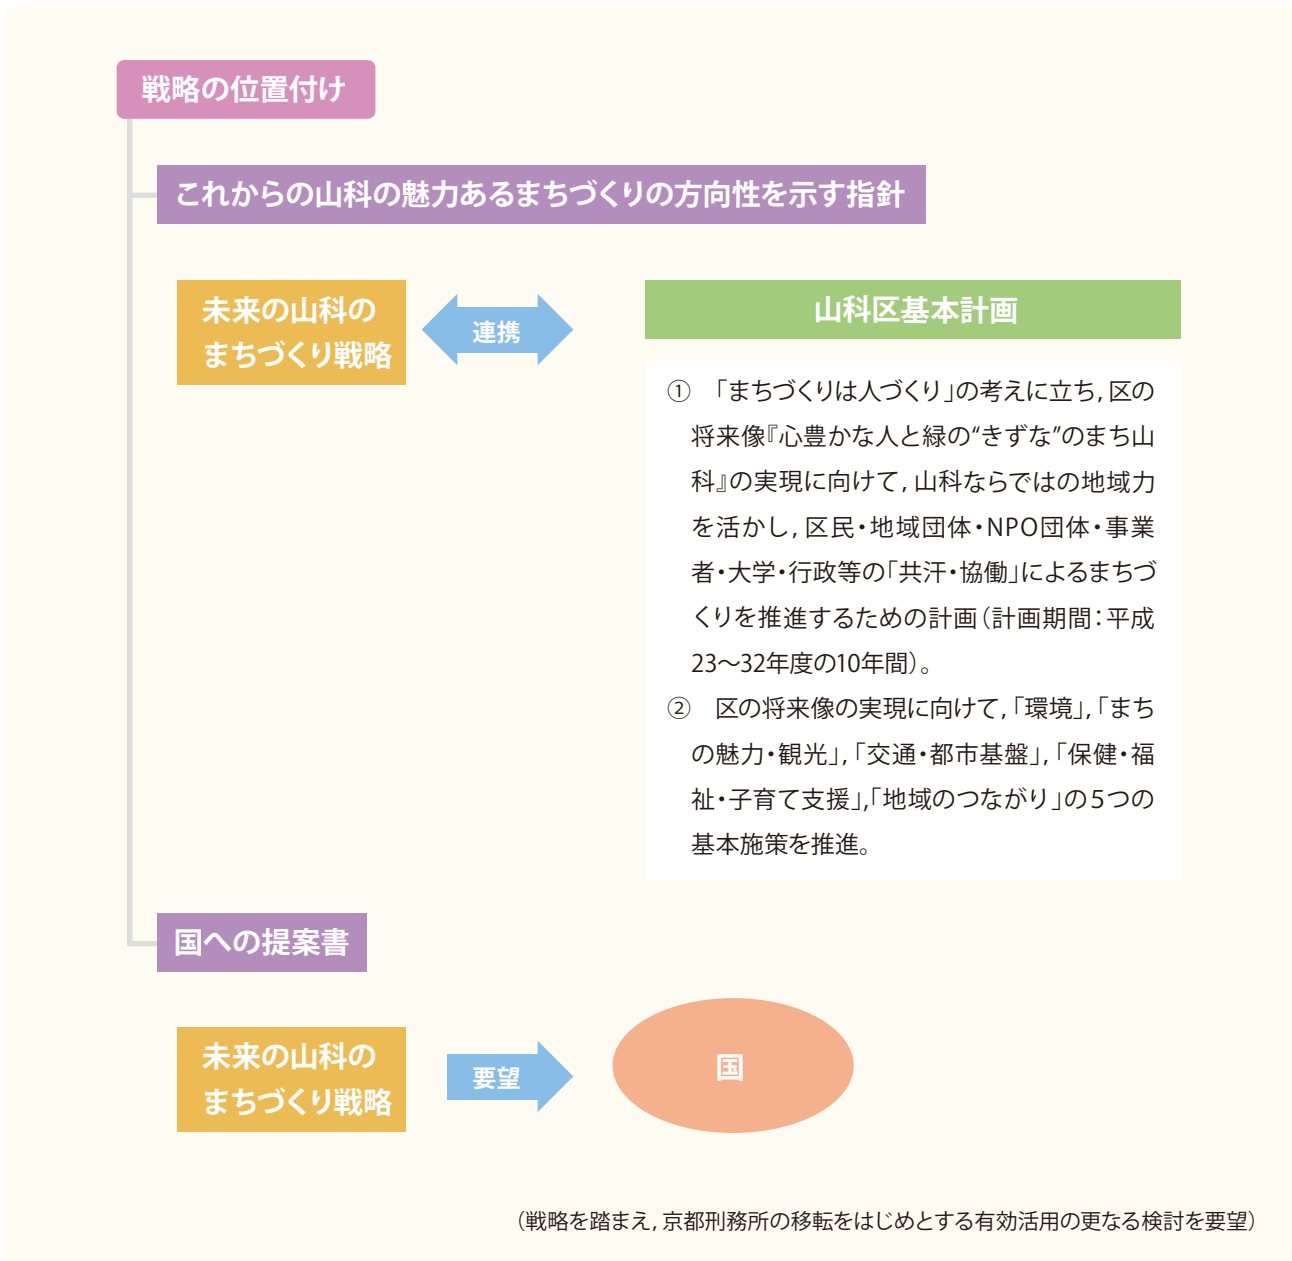 戦略の位置付け
これからの山科の魅力あるまちづくりの方向性を示す指針
未来の山科の
まちづくり戦略
連携
山科区基本計画
①　「まちづくりは人づくり」の考えに立ち，区の
将来像『心豊かな人と緑の“きずな”のまち山
科』の実現に向けて，山科ならではの地域力
を活かし，区民・地域団体・NPO団体・事業
者・大学・行政等の「共汗・協働」によるまちづ
くりを推進するための計画（計画期間：平成
23～32年度の10年間）。
②　区の将来像の実現に向けて，「環境」，「まち
の魅力・観光」，「交通・都市基盤」，「保健・福
祉・子育て支援」，「地域のつながり」の5つの
基本施策を推進。
国への提案書
未来の山科の
まちづくり戦略
要望
国
（戦略を踏まえ，京都刑務所の移転をはじめとする有効活用の更なる検討を要望）